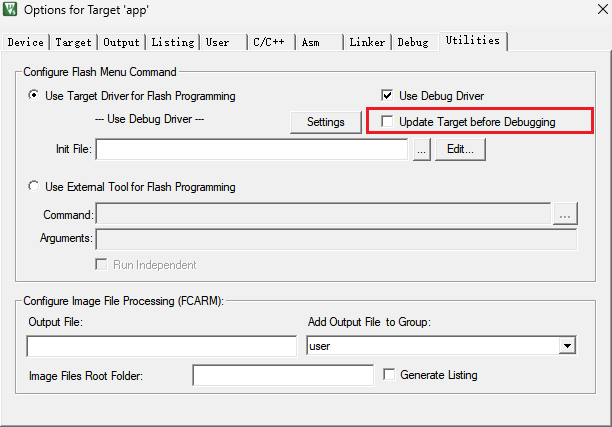 Options for Target 'app'
Device Target Output Listing User C/C++ Asm Linker Debug Utilities
Configure Flash Menu Command
Use Target Driver for Flash Programming
Use Debug Driver
--- Use Debug Driver ---
Settings
Update Target before Debugging
Init File:
...
Edit...
Use External Tool for Flash Programming
Command:
...
Arguments:
Run Independent
Configure Image File Processing (FCARM):
Output File:
Add Output File to Group:
user
Image Files Root Folder:
Generate Listing